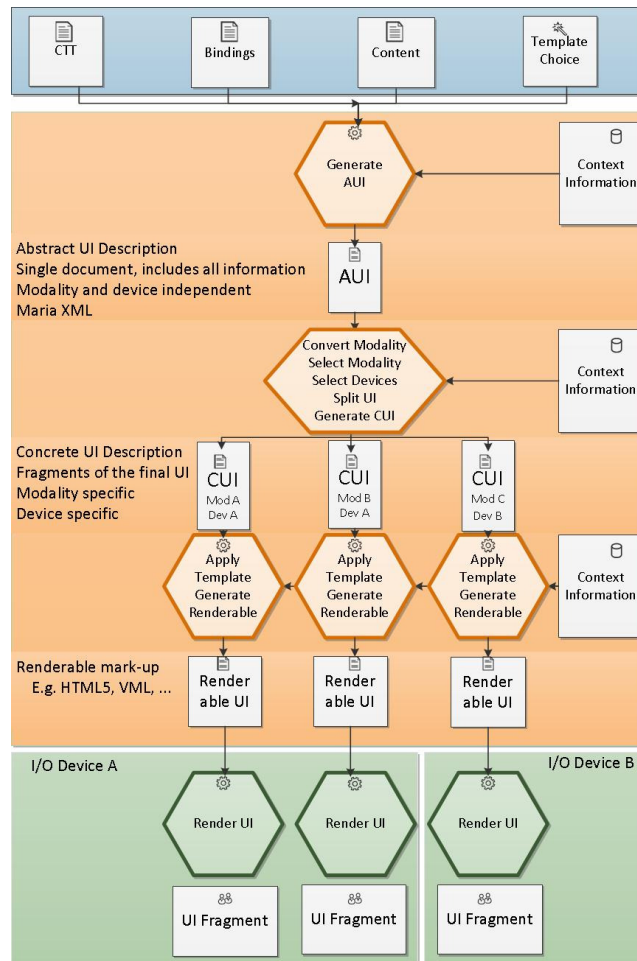 CTT
Bindings
Content
Template
Choice
Generate
AUI
Context
Information
Abstract UI Description
Single document, includes all information
Modality and device independent
Maria XML
AUI
Convert Modality
Select Modality
Select Devices
Split UI
Generate CUI
Context
Information
Concrete UI Description
Fragments of the final UI
Modality specific
Device specific
CUI
Mod A
Dev A
CUI
Mod B
Dev A
CUI
Mod C
Dev B
Apply
Template
Generate
Renderable
Apply
Template
Generate
Renderable
Apply
Template
Generate
Renderable
Context
Information
Renderable mark-up
E.g. HTML5, VML, ...
Render
able UI
Render
able UI
Render
able UI
I/O Device A
I/O Device B
Render UI
Render UI
Render UI
UI Fragment
UI Fragment
UI Fragment